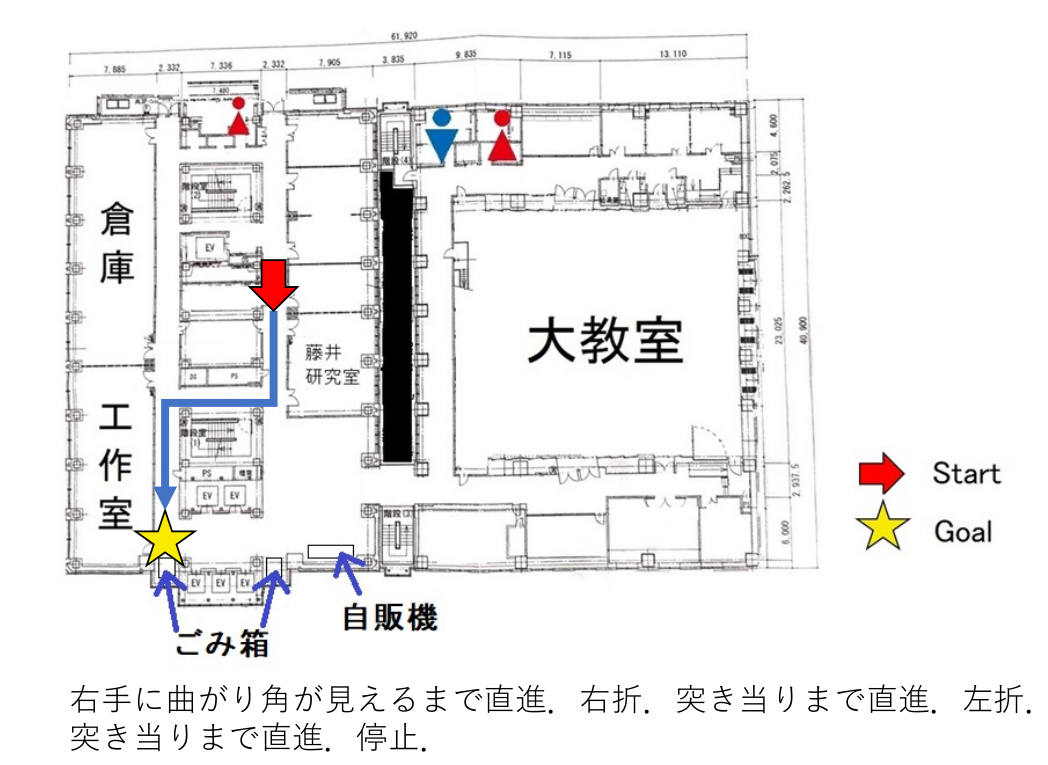 61,920
7,885 2,332 7,336 2,332 7,905 3,835 9,835 7,115 13,110
7,480
4,600
2,075
2,262.5
階段(4)
階段室
(2)
EV
倉庫
大教室
23,025
40,900
藤井
研究室
DS PS
工作室
階段室
PS
EV EV
2,937.5
階段(3)
6,000
EV EV EV
自販機
ごみ箱
Start
Goal
右手に曲がり角が見えるまで直進．右折．突き当りまで直進．左折．
突き当りまで直進．停止．